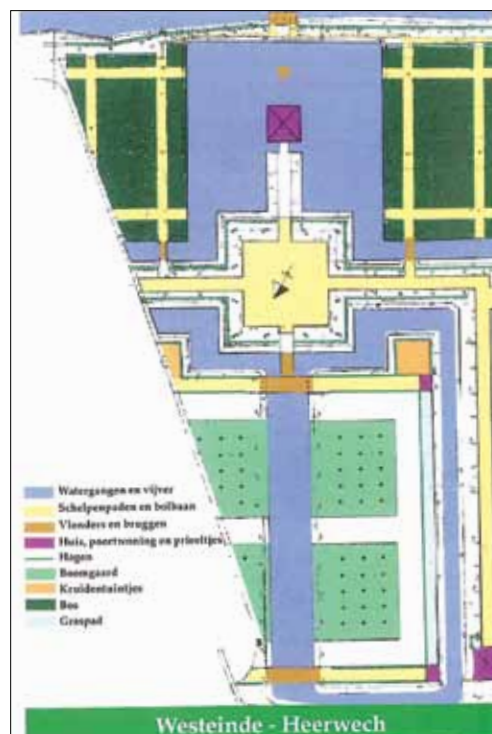 Watergangen en vijver
Schelpenpaden en bolbaan
Vlonders en bruggen
Huis, poortwoning en prieeltjes
Hagen
Boomgaard
Kruidentuintjes
Bos
Graspad
Westeinde - Heerwech